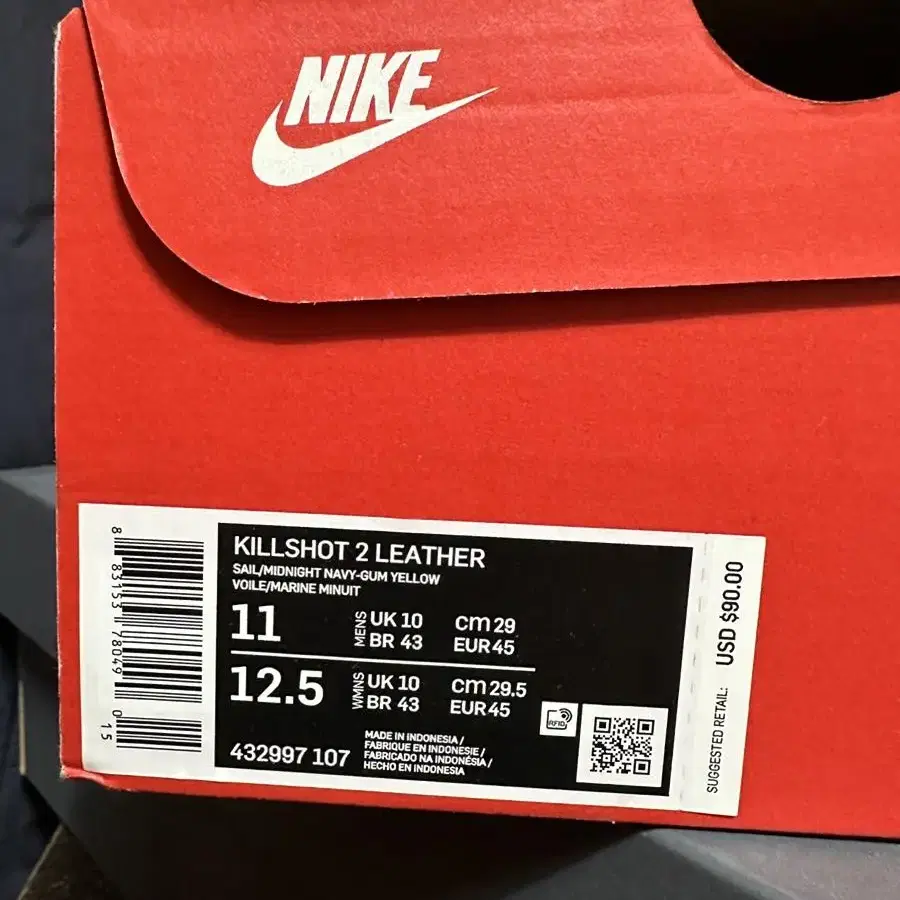 NIKE
KILLSHOT 2 LEATHER
SAIL/MIDNIGHT NAVY-GUM YELLOW
VOILE/MARINE MINUIT
11
MENS
UK 10
cm 29
BR 43
EUR 45
12.5
WMNS
UK 10
cm 29.5
BR 43
EUR 45
432997 107
MADE IN INDONESIA /
FABRIQUE EN INDONESIE /
FABRICADO NA INDONÉSIA /
HECHO EN INDONESIA
RFID
8 83153 78049 0
15
SUGGESTED RETAIL: USD $90.00